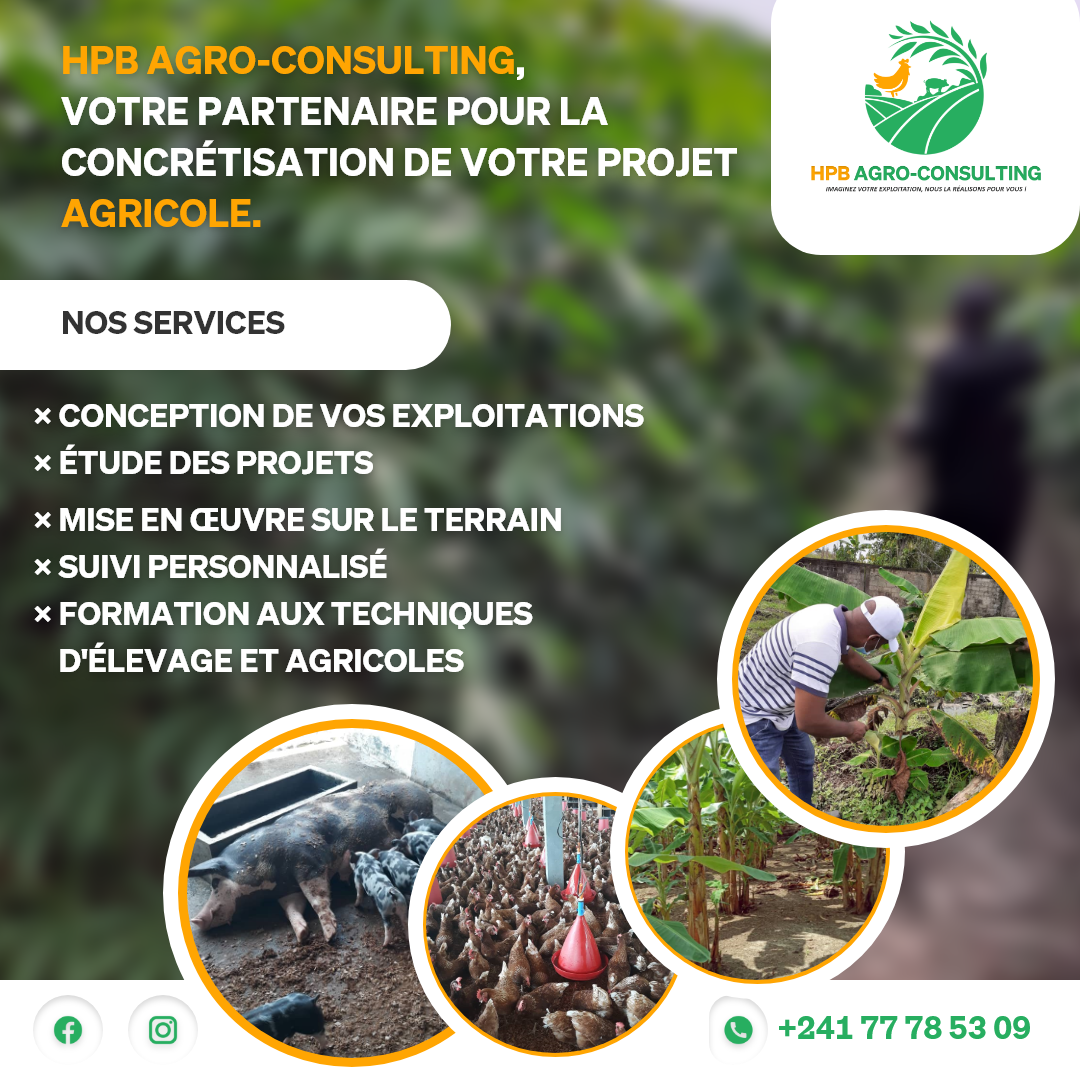 HPB AGRO-CONSULTING,
VOTRE PARTENAIRE POUR LA
CONCRÉTISATION DE VOTRE PROJET
AGRICOLE.
HPB AGRO-CONSULTING
IMAGINEZ VOTRE EXPLOITATION, NOUS LA RÉALISONS POUR VOUS !
NOS SERVICES
× CONCEPTION DE VOS EXPLOITATIONS
× ÉTUDE DES PROJETS
× MISE EN ŒUVRE SUR LE TERRAIN
× SUIVI PERSONNALISÉ
× FORMATION AUX TECHNIQUES
D'ÉLEVAGE ET AGRICOLES
+241 77 78 53 09